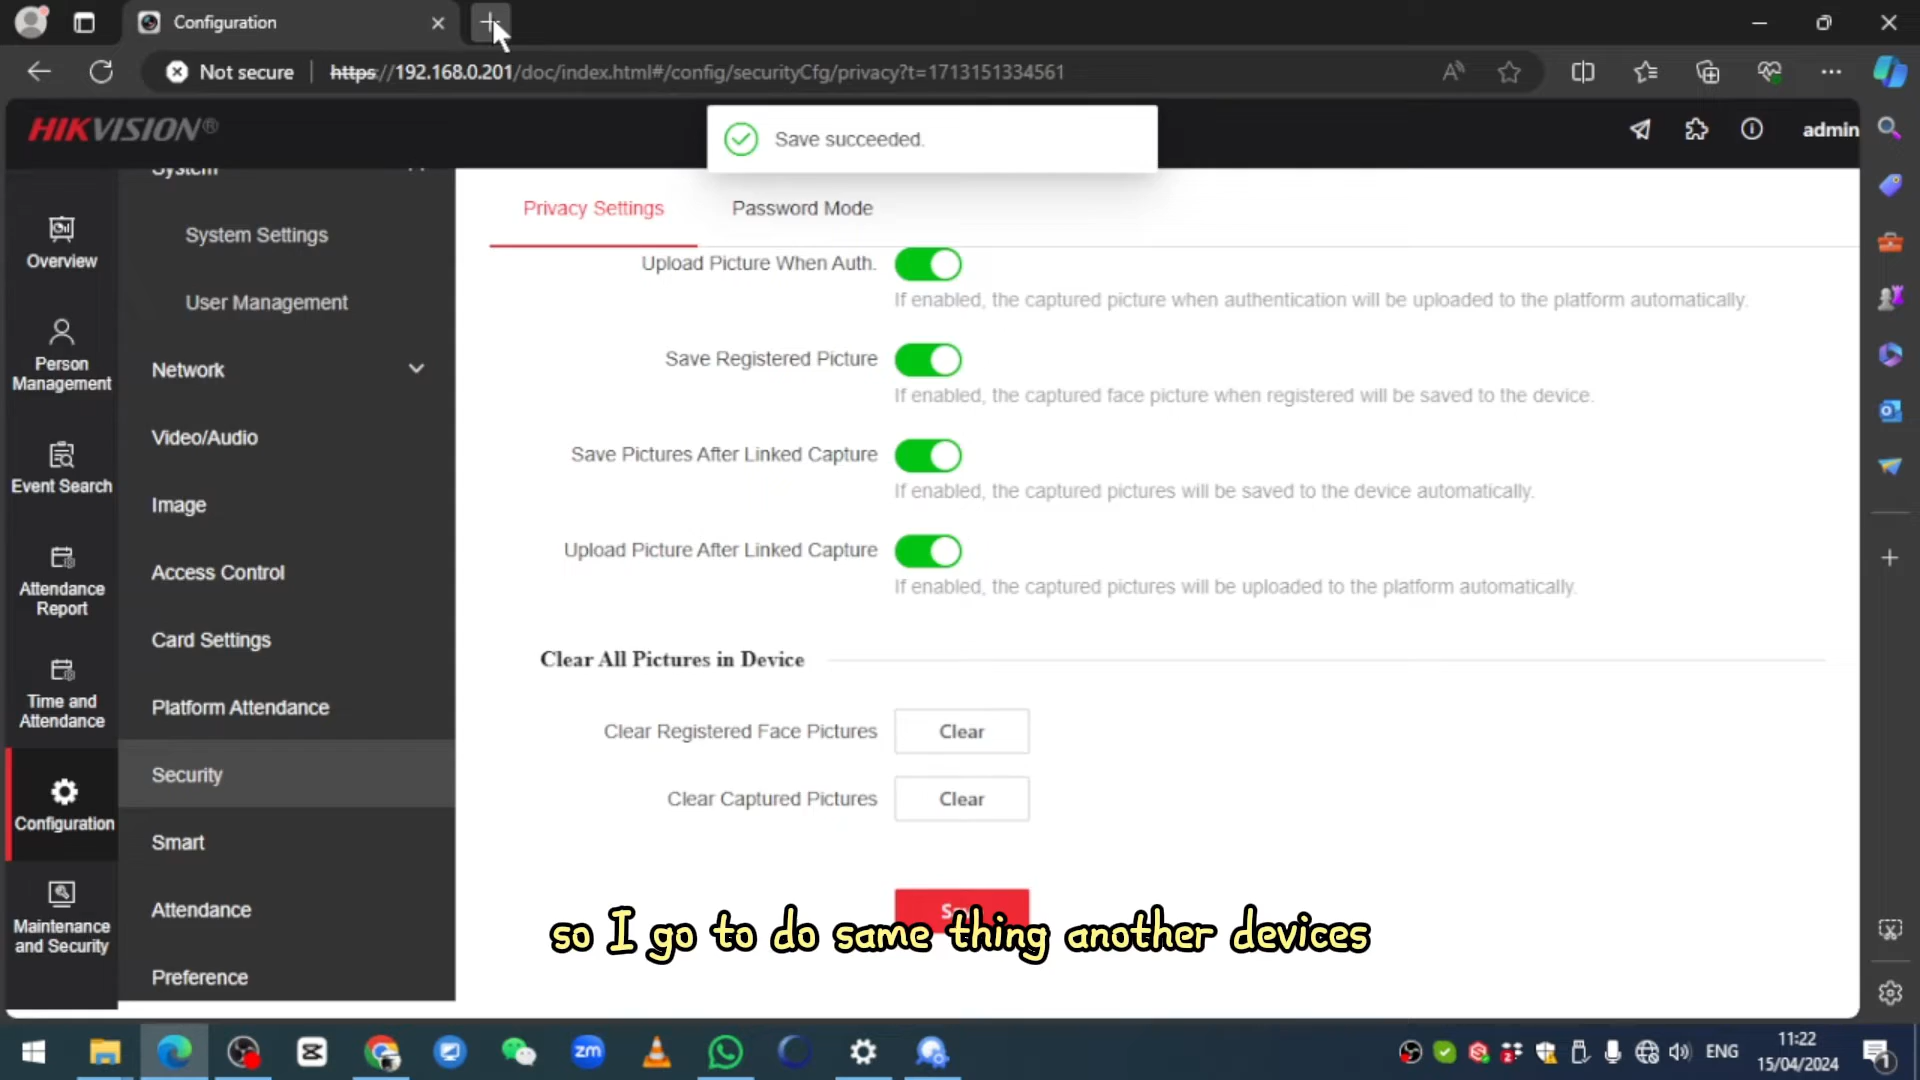 Configuration
Not secure
https://192.168.0.201/doc/index.html#/config/securityCfg/privacy?t=1713151334561
HIKVISION®
Save succeeded.
admin
System
System Settings
User Management
Network
Video/Audio
Image
Access Control
Card Settings
Platform Attendance
Security
Smart
Attendance
Preference
Overview
Person
Management
Event Search
Attendance
Report
Time and
Attendance
Configuration
Maintenance
and Security
Privacy Settings
Password Mode
Upload Picture When Auth.
If enabled, the captured picture when authentication will be uploaded to the platform automatically.
Save Registered Picture
If enabled, the captured face picture when registered will be saved to the device.
Save Pictures After Linked Capture
If enabled, the captured pictures will be saved to the device automatically.
Upload Picture After Linked Capture
If enabled, the captured pictures will be uploaded to the platform automatically.
Clear All Pictures in Device
Clear Registered Face Pictures
Clear
Clear Captured Pictures
Clear
so I go to do same thing another devices
zm
ENG
11:22
15/04/2024
1